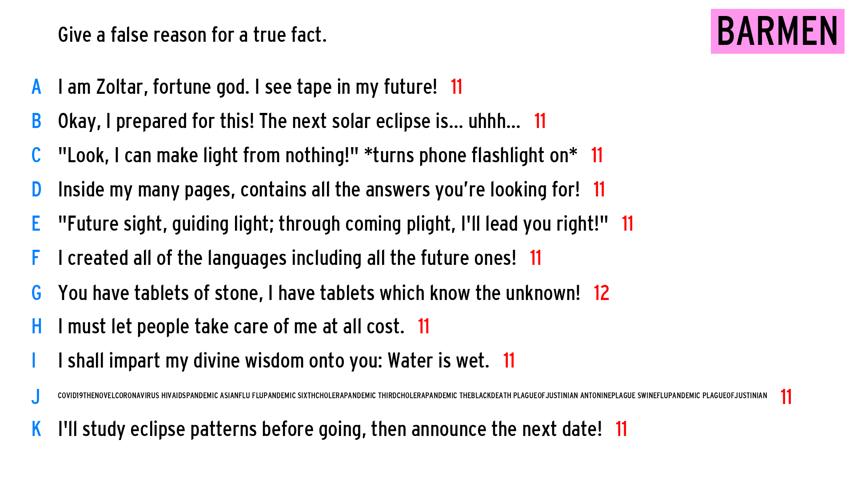 Give a false reason for a true fact.
BARMEN
A I am Zoltar, fortune god. I see tape in my future! 11
B Okay, I prepared for this! The next solar eclipse is... uhhh... 11
C "Look, I can make light from nothing!" *turns phone flashlight on* 11
D Inside my many pages, contains all the answers you're looking for! 11
E "Future sight, guiding light; through coming plight, I'll lead you right!" 11
F I created all of the languages including all the future ones! 11
G You have tablets of stone, I have tablets which know the unknown! 12
H I must let people take care of me at all cost. 11
I I shall impart my divine wisdom onto you: Water is wet. 11
J COVID19THENOVELCORONAVIRUS HIVAIDSPANDEMIC ASIANFLU FLUPANDEMIC SIXTHCHOLERAPANDEMIC THIRDCHOLERAPANDEMIC THEBLACKDEATH PLAGUEOFJUSTINIAN ANTONINEPLAGUE SWINEFLUPANDEMIC PLAGUEOFJUSTINIAN 11
K I'll study eclipse patterns before going, then announce the next date! 11